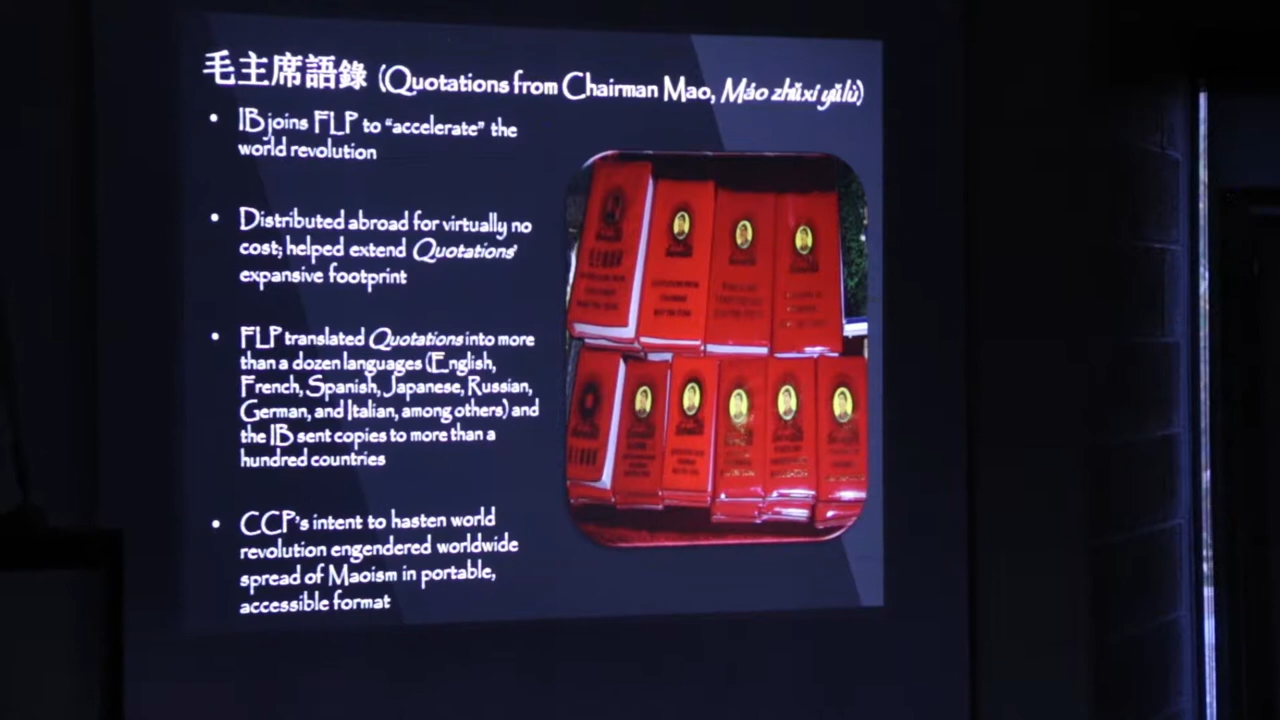 毛主席語錄 (Quotations from Chairman Mao, Máo zhǔxí yǔlù)
• IB joins FLP to “accelerate” the
world revolution
• Distributed abroad for virtually no
cost; helped extend Quotations’
expansive footprint
• FLP translated Quotations into more
than a dozen languages (English,
French, Spanish, Japanese, Russian,
German, and Italian, among others) and
the IB sent copies to more than a
hundred countries
• CCP’s intent to hasten world
revolution engendered worldwide
spread of Maoism in portable,
accessible format